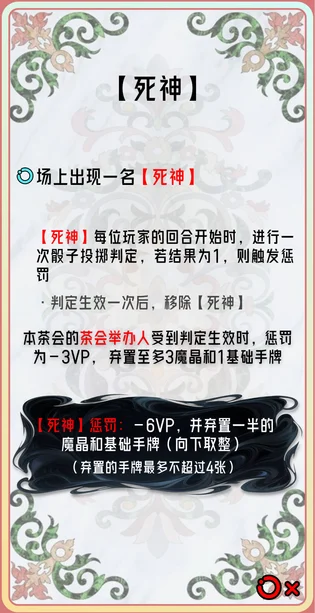 【死神】
场上出现一名【死神】
【死神】每位玩家的回合开始时，进行一
次骰子投掷判定，若结果为1，则触发惩
罚
·判定生效一次后，移除【死神】
本茶会的茶会举办人受到判定生效时，惩罚
为-3VP，弃置至多3魔晶和1基础手牌
【死神】惩罚：-6VP，并弃置一半的
魔晶和基础手牌（向下取整）
（弃置的手牌最多不超过4张）
×